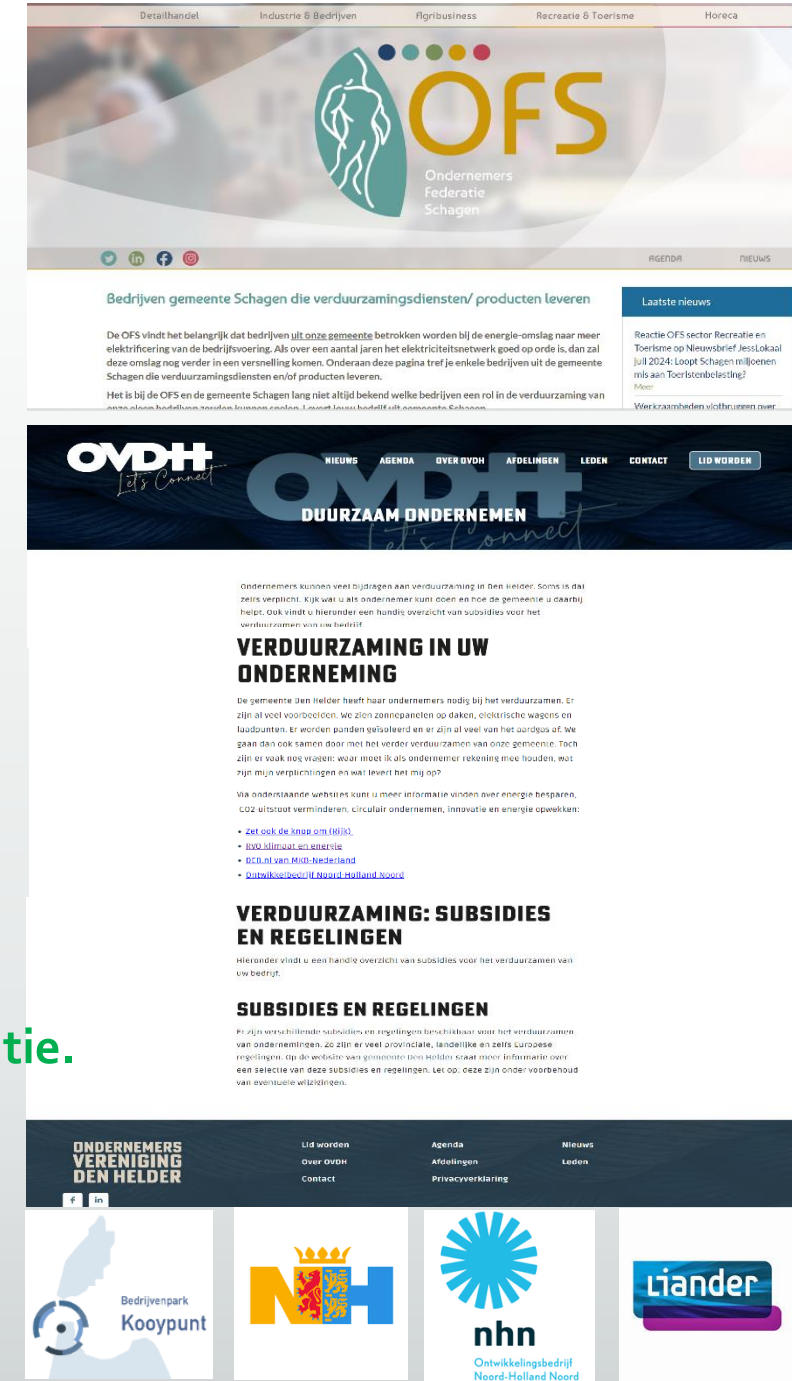 Detailhandel
Industrie & Bedrijven
Agribusiness
Recreatie & Toerisme
Horeca
OFS
Ondernemers
Federatie
Schagen
AGENDA
NIEUWS
Bedrijven gemeente Schagen die verduurzamingsdiensten/ producten leveren
De OFS vindt het belangrijk dat bedrijven uit onze gemeente betrokken worden bij de energie-omslag naar meer
elektrificering van de bedrijfsvoering. Als over een aantal jaren het elektriciteitsnetwerk goed op orde is, dan zal
deze omslag nog verder in een versnelling komen. Onderaan deze pagina tref je enkele bedrijven uit de gemeente
Schagen die verduurzamingsdiensten en/of producten leveren.
Het is bij de OFS en de gemeente Schagen lang niet altijd bekend welke bedrijven een rol in de verduurzaming van
onze eigen bedrijven zouden kunnen spelen. Levert jouw bedrijf uit gemeente Schagen
Laatste nieuws
Reactie OFS sector Recreatie en
Toerisme op Nieuwsbrief JessLokaal
juli 2024: Loopt Schagen miljoenen
mis aan Toeristenbelasting?
Meer
Werkzaamheden vlotbruggen over
OVDH
Let's Connect
NIEUWS
AGENDA
OVER OVDH
AFDELINGEN
LEDEN
CONTACT
LID WORDEN
OVDH
DUURZAAM ONDERNEMEN
Let's Connect
Ondernemers kunnen veel bijdragen aan verduurzaming in Den Helder. Soms is dat
zelfs verplicht. Kijk wat u als ondernemer kunt doen en hoe de gemeente u daarbij
helpt. Ook vindt u hieronder een handig overzicht van subsidies voor het
verduurzamen van uw bedrijf.
VERDUURZAMING IN UW
ONDERNEMING
De gemeente Den Helder heeft haar ondernemers nodig bij het verduurzamen. Er
zijn al veel voorbeelden. We zien zonnepanelen op daken, elektrische wagens en
laadpunten. Er worden panden geïsoleerd en er zijn al veel van het aardgas af. We
gaan dan ook samen door met het verder verduurzamen van onze gemeente. Toch
zijn er vaak nog vragen: waar moet ik als ondernemer rekening mee houden, wat
zijn mijn verplichtingen en wat levert het mij op?
Via onderstaande websites kunt u meer informatie vinden over energie besparen,
CO2-uitstoot verminderen, circulair ondernemen, innovatie en energie opwekken:
• Zet ook de knop om (Rijk)
• RVO klimaat en energie
• DCD.nl van MKB-Nederland
• Ontwikkelbedrijf Noord-Holland Noord
VERDUURZAMING: SUBSIDIES
EN REGELINGEN
Hieronder vindt u een handig overzicht van subsidies voor het verduurzamen van
uw bedrijf.
SUBSIDIES EN REGELINGEN
Er zijn verschillende subsidies en regelingen beschikbaar voor het verduurzamen
van ondernemingen. Zo zijn er veel provinciale, landelijke en zelfs Europese
regelingen. Op de website van gemeente Den Helder staat meer informatie over
een selectie van deze subsidies en regelingen. Let op: deze zijn onder voorbehoud
van eventuele wijzigingen.
tie.
ONDERNEMERS
VERENIGING
DEN HELDER
Lid worden
Over OVDH
Contact
Agenda
Afdelingen
Privacyverklaring
Nieuws
Leden
Bedrijvenpark
Kooypunt
NH
nhn
Ontwikkelingsbedrijf
Noord-Holland Noord
Liander